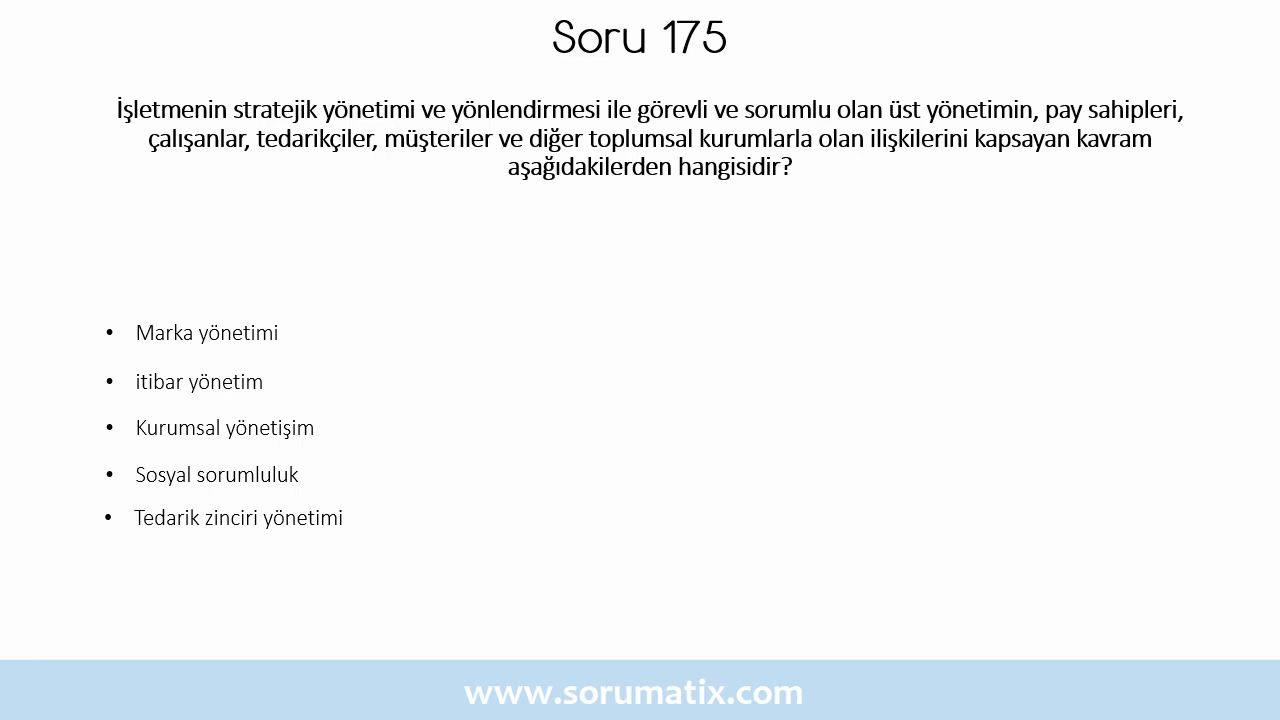 Soru 175
İşletmenin stratejik yönetimi ve yönlendirmesi ile görevli ve sorumlu olan üst yönetimin, pay sahipleri,
çalışanlar, tedarikçiler, müşteriler ve diğer toplumsal kurumlarla olan ilişkilerini kapsayan kavram
aşağıdakilerden hangisidir?
• Marka yönetimi
• itibar yönetim
• Kurumsal yönetişim
• Sosyal sorumluluk
• Tedarik zinciri yönetimi
www.sorumatix.com